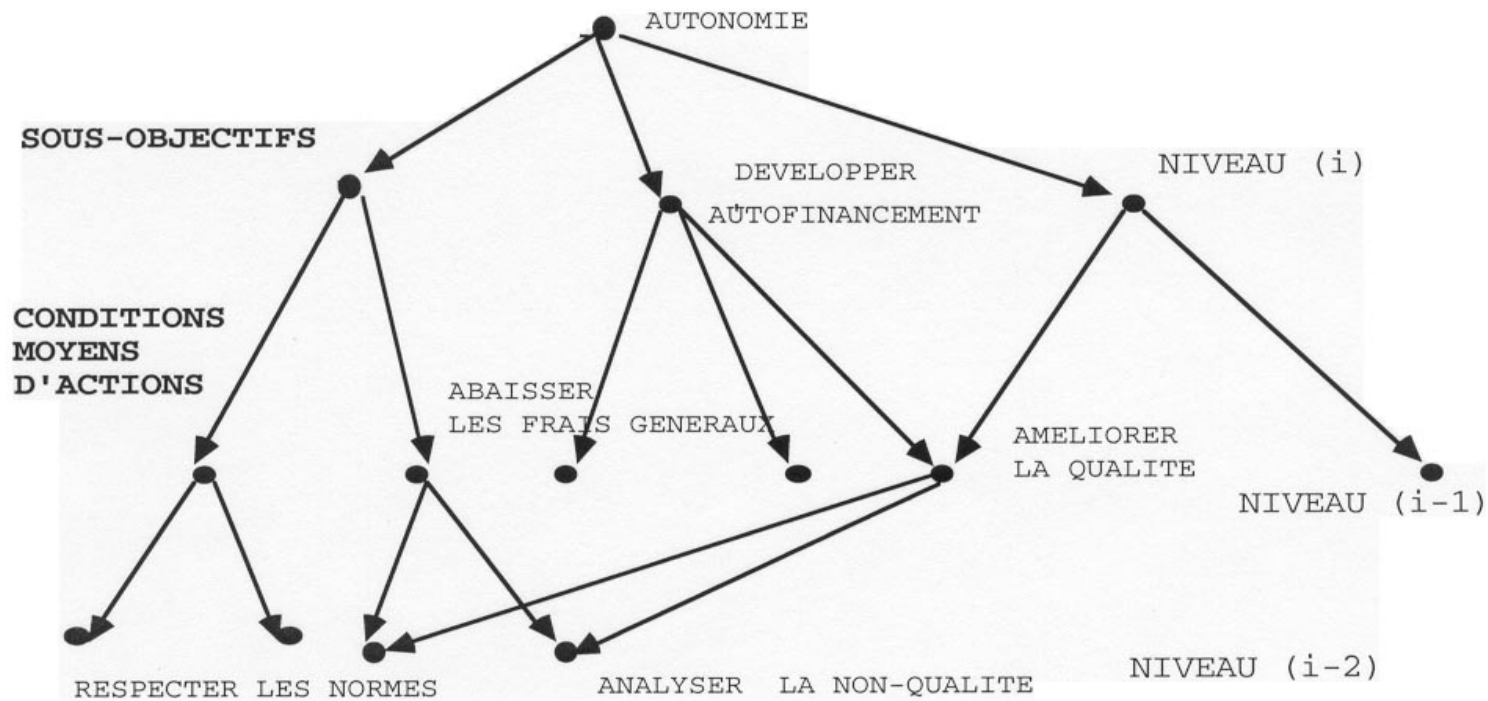 AUTONOMIE
SOUS-OBJECTIFS
NIVEAU (i)
DEVELOPPER
AUTOFINANCEMENT
CONDITIONS
MOYENS
D'ACTIONS
ABAISSER
LES FRAIS GENERAUX
AMELIORER
LA QUALITE
NIVEAU (i-1)
NIVEAU (i-2)
RESPECTER LES NORMES
ANALYSER LA NON-QUALITE